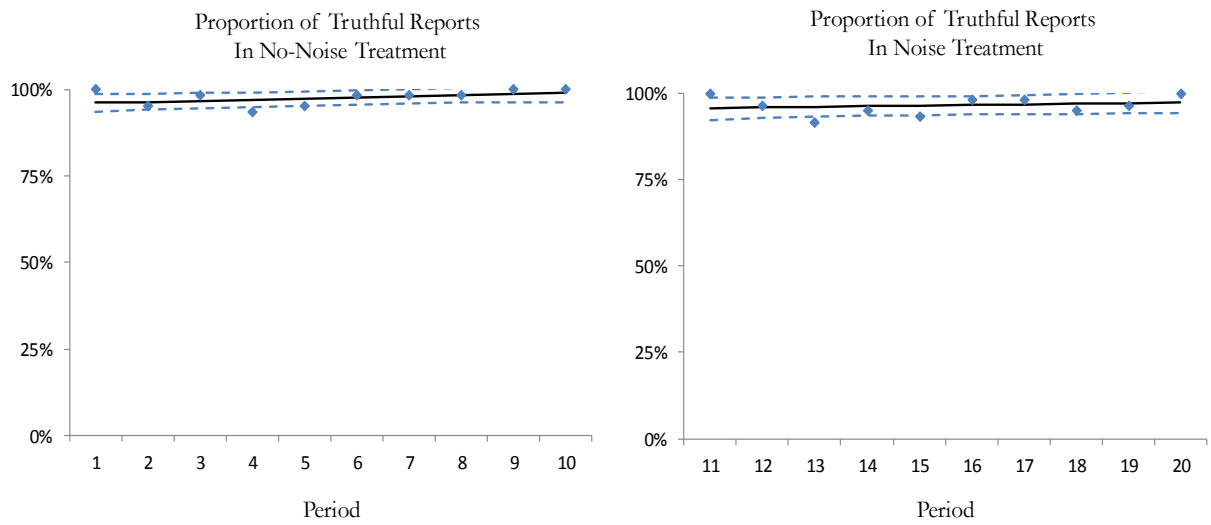 Proportion of Truthful Reports
In No-Noise Treatment
100%
75%
50%
25%
0%
1 2 3 4 5 6 7 8 9 10
Period
Proportion of Truthful Reports
In Noise Treatment
100%
75%
50%
25%
0%
11 12 13 14 15 16 17 18 19 20
Period